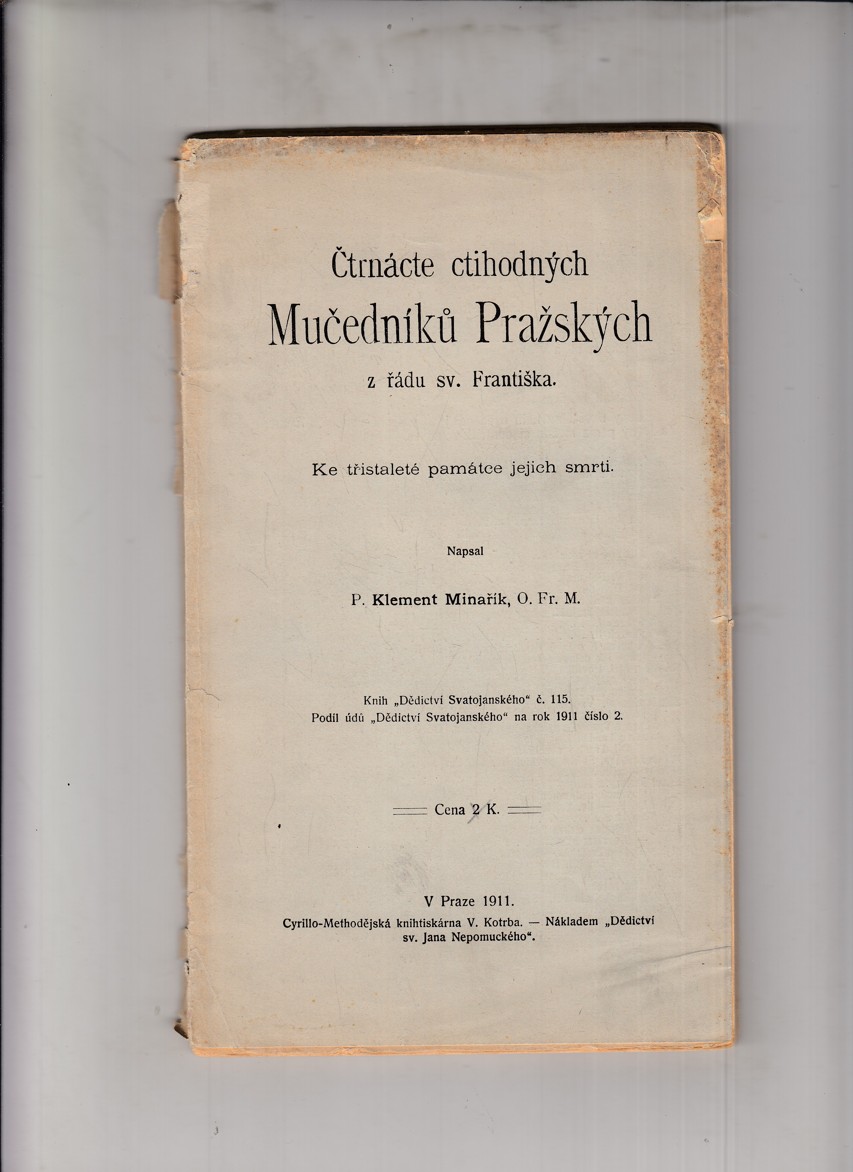 Čtrnácte ctihodných
Mučedníků Pražských
z řádu sv. Františka.
Ke třistaleté památce jejich smrti.
Napsal
P. Klement Minařík, O. Fr. M.
Knih „Dědictví Svatojanského“ č. 115.
Podíl údů „Dědictví Svatojanského“ na rok 1911 číslo 2.
Cena 2 K.
V Praze 1911.
Cyrillo-Methodějská knihtiskárna V. Kotrba. — Nákladem „Dědictví
sv. Jana Nepomuckého“.